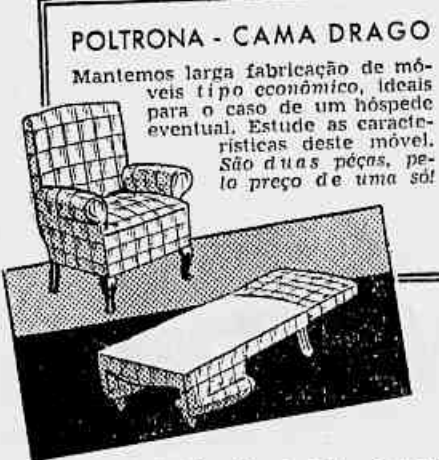 POLTRONA - CAMA DRAGO
Mantemos larga fabricação de mó-
veis tipo econômico, ideais
para o caso de um hóspede
eventual. Estude as caracte-
rísticas deste móvel.
São duas péças, pe-
lo preço de uma só!